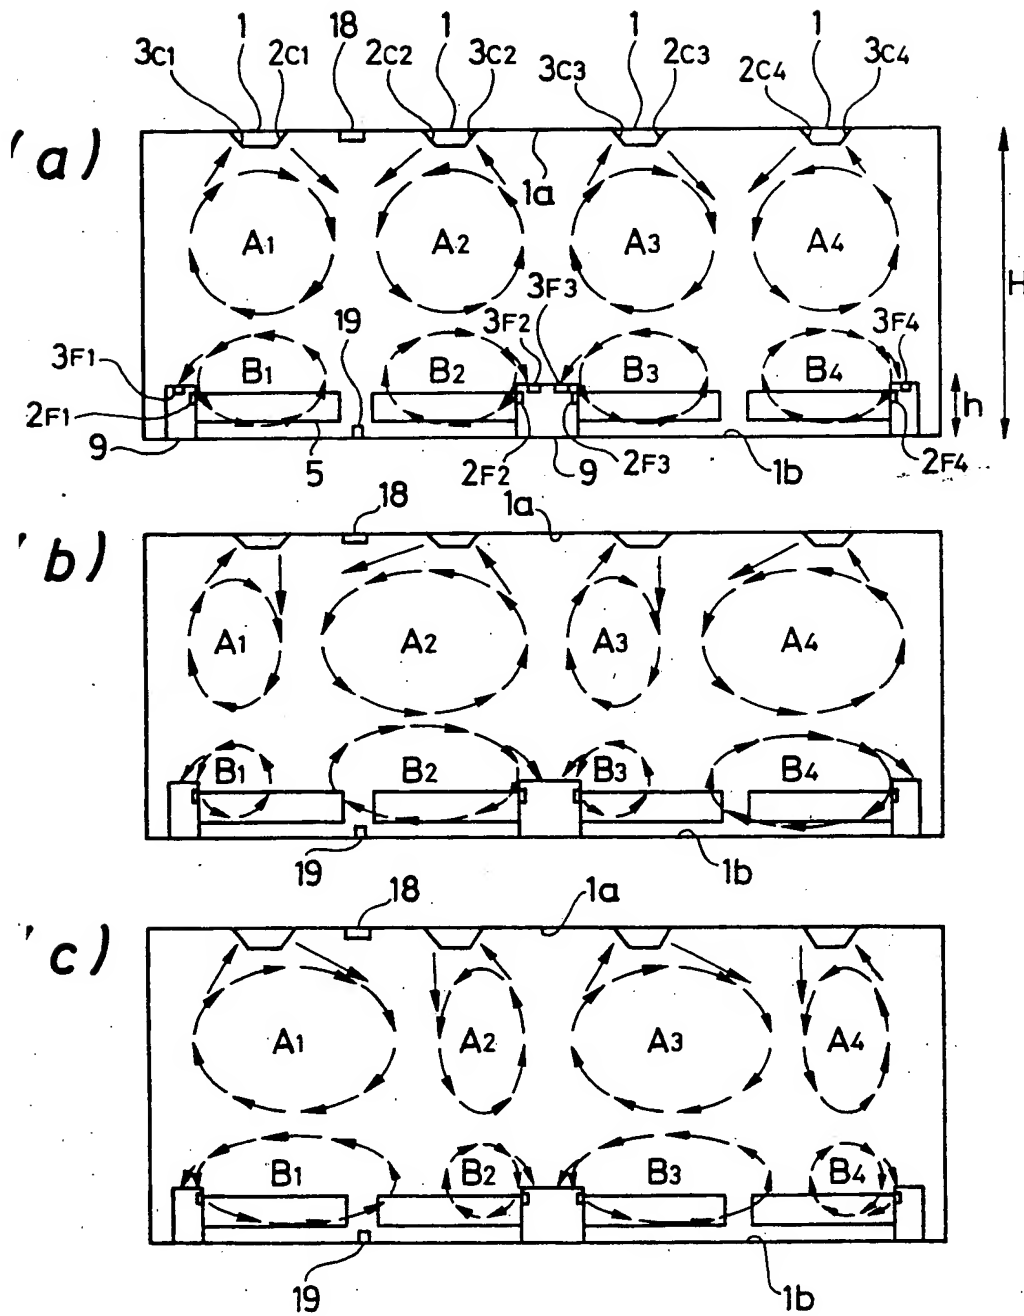 1 18 1 1 1
3C1 2C1 2C2 3C2 3C3 2C3 2C4 3C4
(a)
1a
A1 A2 A3 A4
H
3F3
19 3F2 3F4
3F1 B1 B2 B3 B4
2F1 h
9 5 2F2 9 2F3 1b 2F4
18 1a
b)
A1 A2 A3 A4
B1 B2 B3 B4
19 1b
18 1a
c)
A1 A2 A3 A4
B1 B2 B3 B4
19 1b